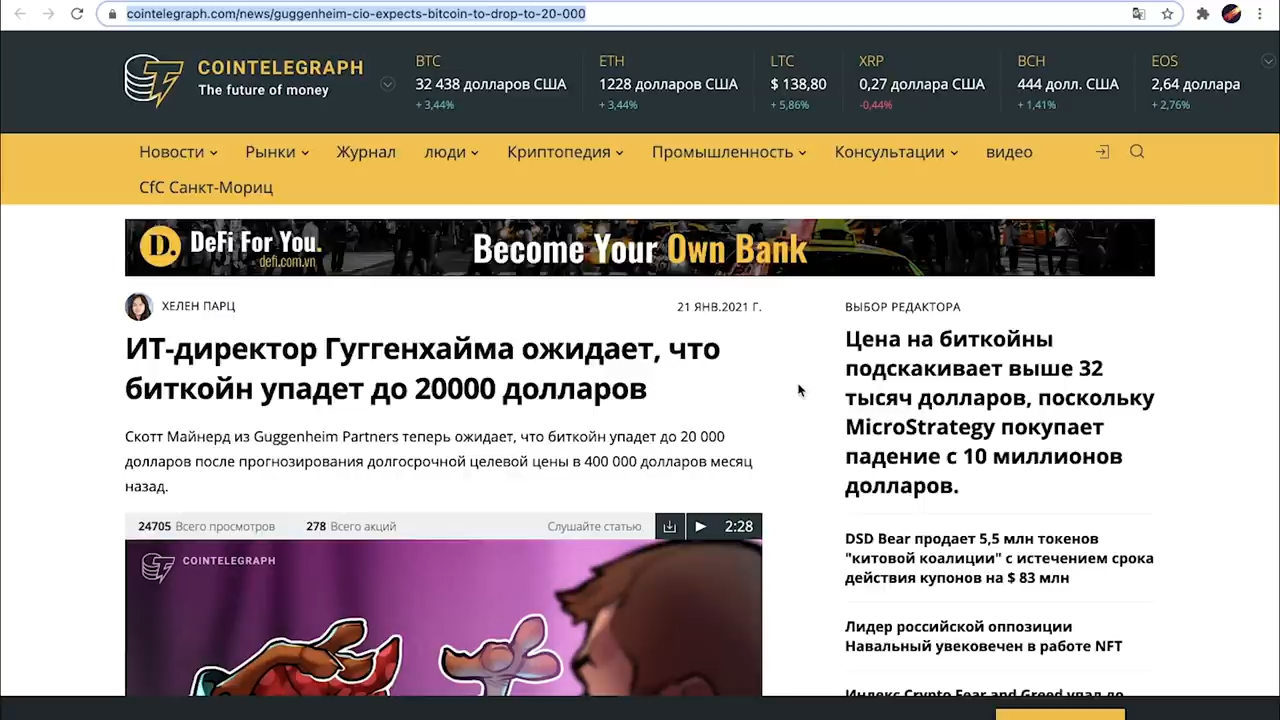 cointelegraph.com/news/guggenheim-cio-expects-bitcoin-to-drop-to-20-000
COINTELEGRAPH
The future of money
BTC
32 438 долларов США
+ 3,44%
ETH
1228 долларов США
+ 3,44%
LTC
$ 138,80
+ 5,86%
XRP
0,27 доллара США
-0,44%
BCH
444 долл. США
+ 1,41%
EOS
2,64 доллара
+ 2,76%
Новости Рынки Журнал люди Криптопедия Промышленность Консультации видео
CfC Санкт-Мориц
D. DeFi For You.
defi.com.vn
Become Your Own Bank
ХЕЛЕН ПАРЦ
21 ЯНВ.2021 Г.
ИТ-директор Гуггенхайма ожидает, что
биткойн упадет до 20000 долларов
Скотт Майнерд из Guggenheim Partners теперь ожидает, что биткойн упадет до 20 000
долларов после прогнозирования долгосрочной целевой цены в 400 000 долларов месяц
назад.
24705 Всего просмотров 278 Всего акций Слушайте статью 2:28
COINTELEGRAPH
ВЫБОР РЕДАКТОРА
Цена на биткойны
подскакивает выше 32
тысяч долларов, поскольку
MicroStrategy покупает
падение с 10 миллионов
долларов.
DSD Bear продает 5,5 млн токенов
"китовой коалиции" с истечением срока
действия купонов на $ 83 млн
Лидер российской оппозиции
Навальный увековечен в работе NFT
Индекс Crypto Fear and Greed упал до